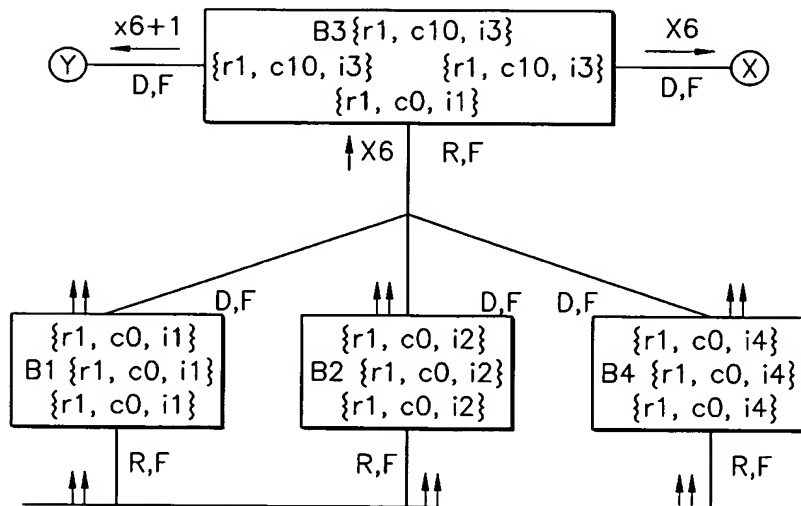 x6+1 B3{r1, c10, i3} X6
Y {r1, c10, i3} {r1, c10, i3} X
D,F {r1, c0, i1} D,F
X6 R,F
D,F D,F D,F
{r1, c0, i1} {r1, c0, i2} {r1, c0, i4}
B1 {r1, c0, i1} B2 {r1, c0, i2} B4 {r1, c0, i4}
{r1, c0, i1} {r1, c0, i2} {r1, c0, i4}
R,F R,F R,F